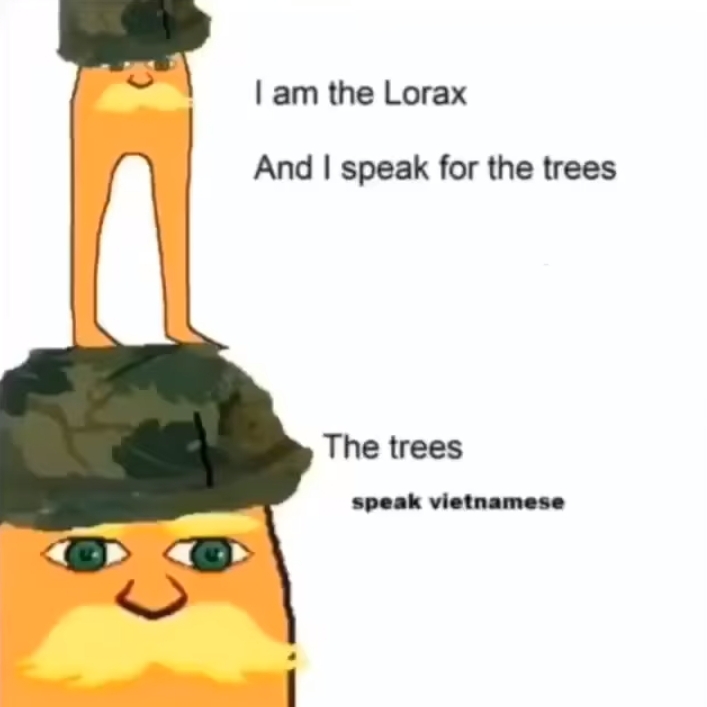 I am the Lorax
And I speak for the trees
The trees
speak vietnamese